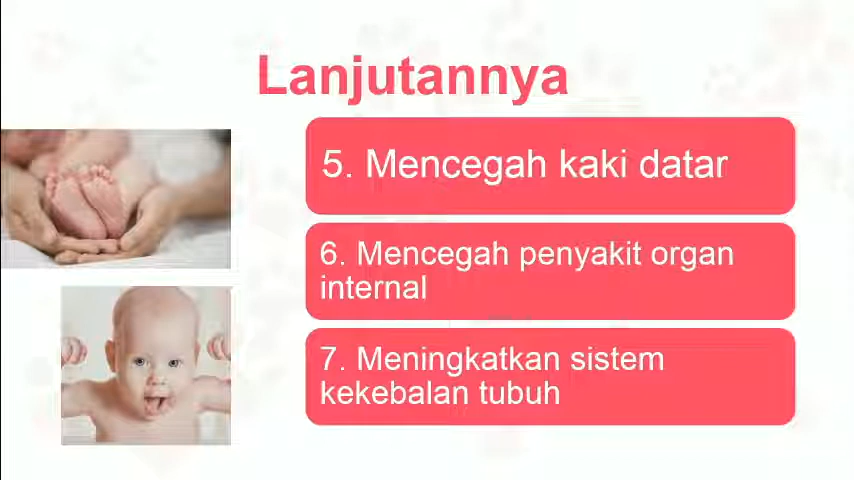 Lanjutannya
5. Mencegah kaki datar
6. Mencegah penyakit organ
internal
7. Meningkatkan sistem
kekebalan tubuh